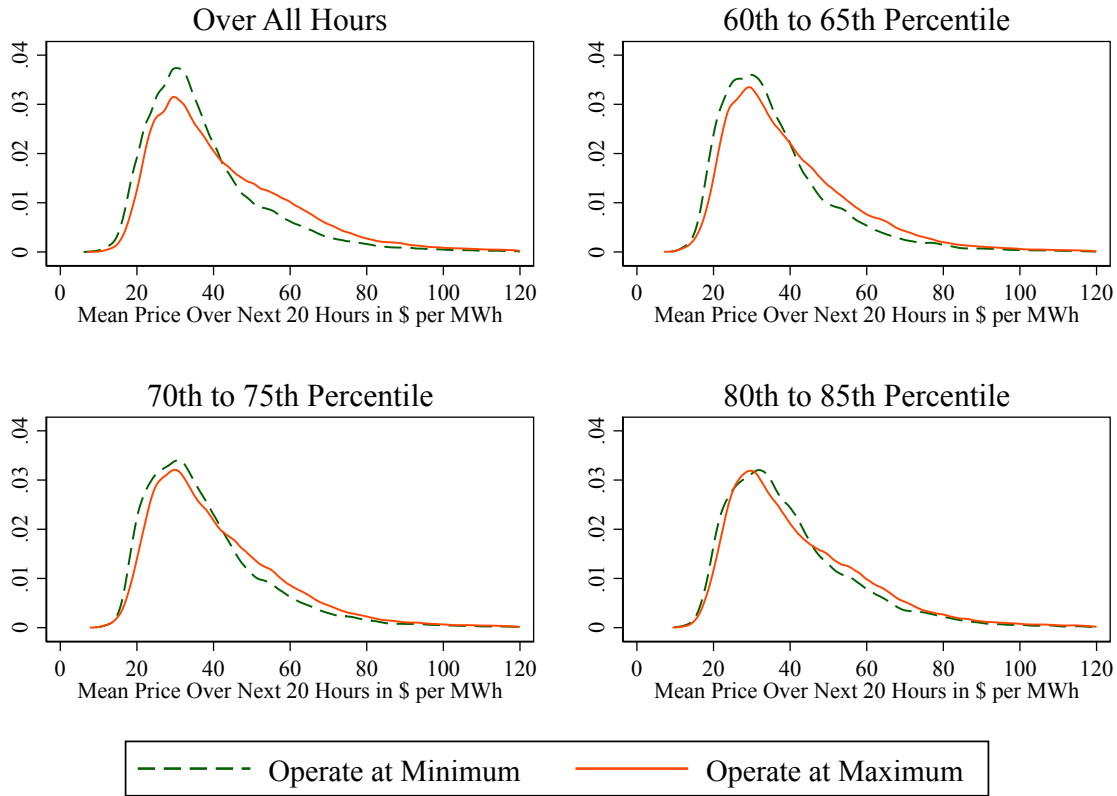 Over All Hours
.04
.03
.02
.01
0
0 20 40 60 80 100 120
Mean Price Over Next 20 Hours in $ per MWh
60th to 65th Percentile
.04
.03
.02
.01
0
0 20 40 60 80 100 120
Mean Price Over Next 20 Hours in $ per MWh
70th to 75th Percentile
.04
.03
.02
.01
0
0 20 40 60 80 100 120
Mean Price Over Next 20 Hours in $ per MWh
80th to 85th Percentile
.04
.03
.02
.01
0
0 20 40 60 80 100 120
Mean Price Over Next 20 Hours in $ per MWh
Operate at Minimum Operate at Maximum